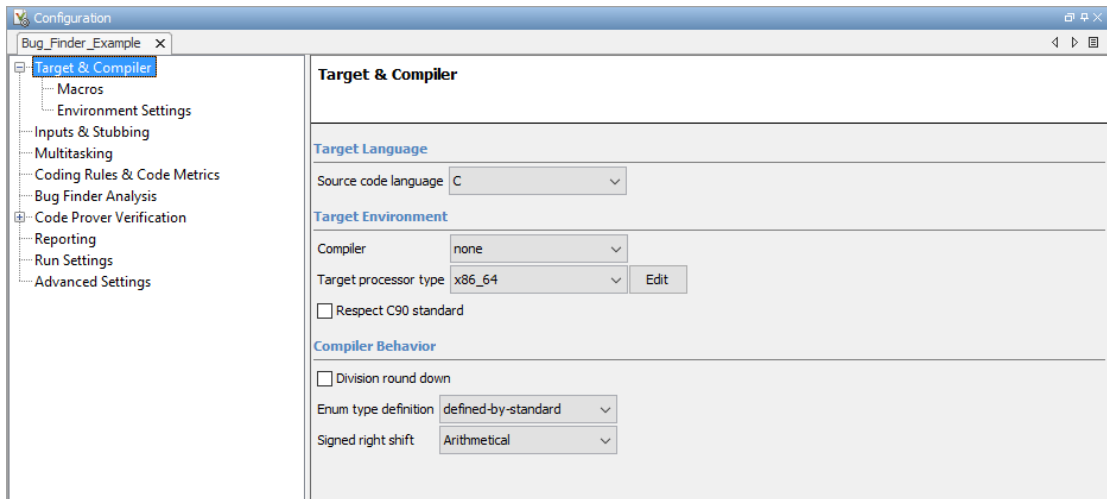 Configuration
Bug_Finder_Example
Target & Compiler
Macros
Environment Settings
Inputs & Stubbing
Multitasking
Coding Rules & Code Metrics
Bug Finder Analysis
Code Prover Verification
Reporting
Run Settings
Advanced Settings
Target & Compiler
Target Language
Source code language C
Target Environment
Compiler none
Target processor type x86_64 Edit
Respect C90 standard
Compiler Behavior
Division round down
Enum type definition defined-by-standard
Signed right shift Arithmetical